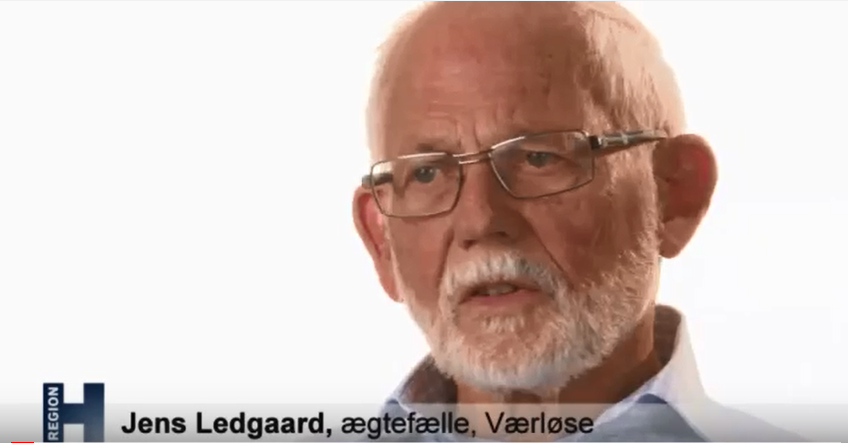 REGION
H
Jens Ledgaard, ægtefælle, Værløse